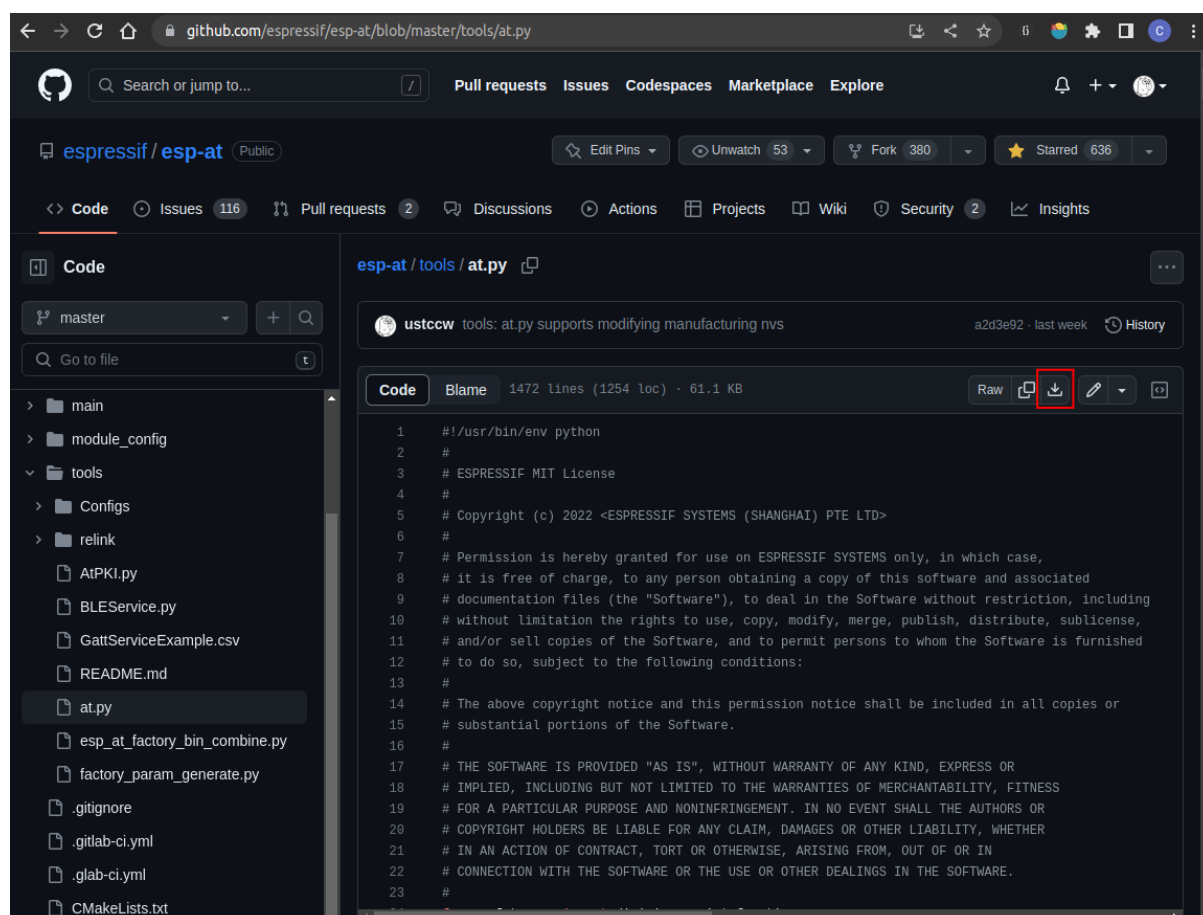 github.com/espressif/esp-at/blob/master/tools/at.py
Search or jump to... /
Pull requests Issues Codespaces Marketplace Explore
espressif / esp-at Public
Edit Pins Unwatch 53 Fork 380 Starred 636
Code Issues 116 Pull requests 2 Discussions Actions Projects Wiki Security 2 Insights
Code
master
Go to file t
main
module_config
tools
Configs
relink
AtPKI.py
BLEService.py
GattServiceExample.csv
README.md
at.py
esp_at_factory_bin_combine.py
factory_param_generate.py
.gitignore
.gitlab-ci.yml
.glab-ci.yml
CMakeLists.txt
esp-at / tools / at.py
ustccw tools: at.py supports modifying manufacturing nvs a2d3e92 · last week History
Code Blame 1472 lines (1254 loc) · 61.1 KB Raw
1 #!/usr/bin/env python
2 #
3 # ESPRESSIF MIT License
4 #
5 # Copyright (c) 2022 <ESPRESSIF SYSTEMS (SHANGHAI) PTE LTD>
6 #
7 # Permission is hereby granted for use on ESPRESSIF SYSTEMS only, in which case,
8 # it is free of charge, to any person obtaining a copy of this software and associated
9 # documentation files (the "Software"), to deal in the Software without restriction, including
10 # without limitation the rights to use, copy, modify, merge, publish, distribute, sublicense,
11 # and/or sell copies of the Software, and to permit persons to whom the Software is furnished
12 # to do so, subject to the following conditions:
13 #
14 # The above copyright notice and this permission notice shall be included in all copies or
15 # substantial portions of the Software.
16 #
17 # THE SOFTWARE IS PROVIDED "AS IS", WITHOUT WARRANTY OF ANY KIND, EXPRESS OR
18 # IMPLIED, INCLUDING BUT NOT LIMITED TO THE WARRANTIES OF MERCHANTABILITY, FITNESS
19 # FOR A PARTICULAR PURPOSE AND NONINFRINGEMENT. IN NO EVENT SHALL THE AUTHORS OR
20 # COPYRIGHT HOLDERS BE LIABLE FOR ANY CLAIM, DAMAGES OR OTHER LIABILITY, WHETHER
21 # IN AN ACTION OF CONTRACT, TORT OR OTHERWISE, ARISING FROM, OUT OF OR IN
22 # CONNECTION WITH THE SOFTWARE OR THE USE OR OTHER DEALINGS IN THE SOFTWARE.
23 #